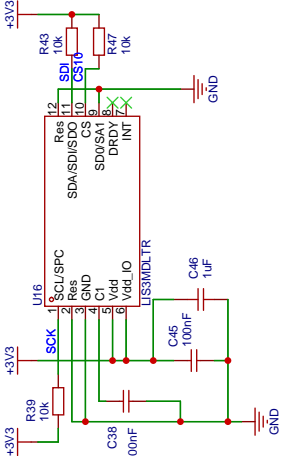 +3V3
R43
10k
R47
10k
SDI
CS10
GND
12
11
10
9
8
7
Res
SDA/SDI/SDO
CS
SD0/SA1
DRDY
INT
U16
LIS3MDLTR
SCL/SPC
Res
GND
C1
Vdd
Vdd_IO
1
2
3
4
5
6
SCK
+3V3
R39
10k
+3V3
C38
00nF
C45
100nF
C46
1uF
GND